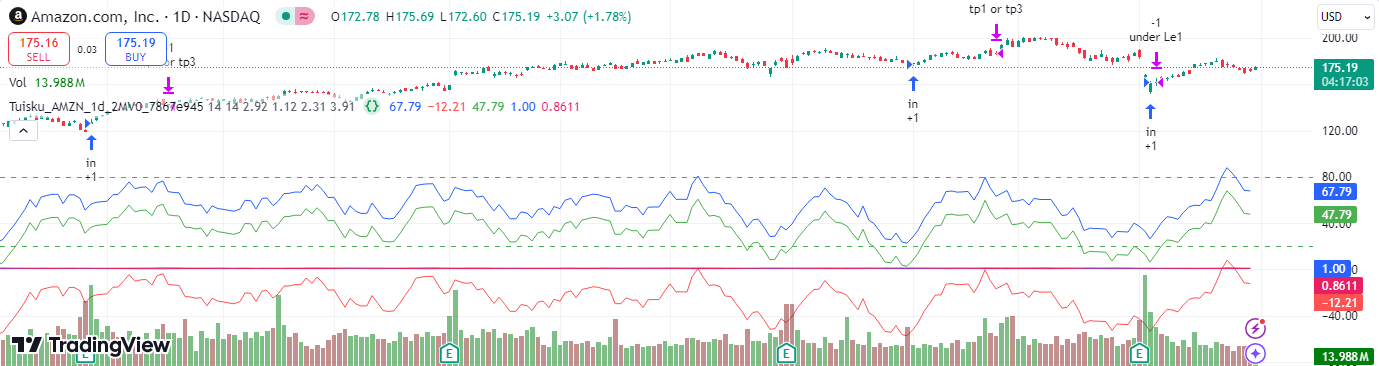 Amazon.com, Inc. · 1D · NASDAQ
O172.78 H175.69 L172.60 C175.19 +3.07 (+1.78%)
tp1 or tp3
USD
-1
under Le1
200.00
175.16
SELL
0.03
175.19
BUY
or tp3
175.19
04:17:03
Vol 13.988 M
14 14 2.92 1.12 2.31 3.91 67.79 −12.21 47.79 1.00 0.8611
in
+1
120.00
in
+1
in
+1
80.00
67.79
47.79
40.00
1.00
0.8611
−12.21
−40.00
TradingView
E
E
E
E
13.988 M